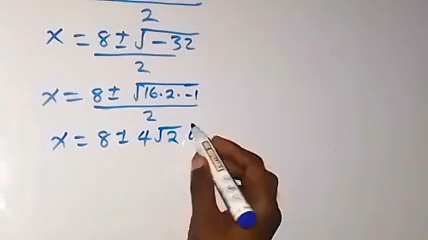 2
x = 8 ± √-32
2
x = 8 ± √16·2·-1
2
x = 8 ± 4√2 i